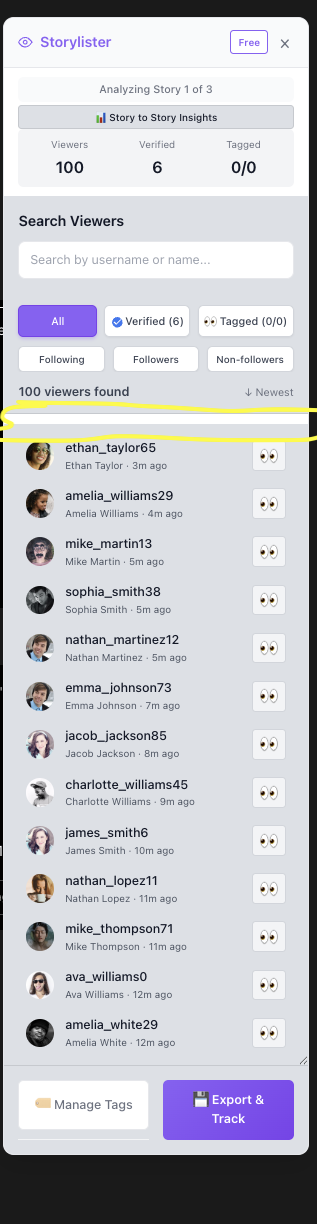 Storylister
Free
×
Analyzing Story 1 of 3
Story to Story Insights
Viewers Verified Tagged
100 6 0/0
Search Viewers
Search by username or name...
All Verified (6) Tagged (0/0)
Following Followers Non-followers
100 viewers found ↓ Newest
ethan_taylor65
Ethan Taylor · 3m ago
amelia_williams29
Amelia Williams · 4m ago
mike_martin13
Mike Martin · 5m ago
sophia_smith38
Sophia Smith · 5m ago
nathan_martinez12
Nathan Martinez · 5m ago
emma_johnson73
Emma Johnson · 7m ago
jacob_jackson85
Jacob Jackson · 8m ago
charlotte_williams45
Charlotte Williams · 9m ago
james_smith6
James Smith · 10m ago
nathan_lopez11
Nathan Lopez · 11m ago
mike_thompson71
Mike Thompson · 11m ago
ava_williams0
Ava Williams · 12m ago
amelia_white29
Amelia White · 12m ago
Manage Tags
Export &
Track